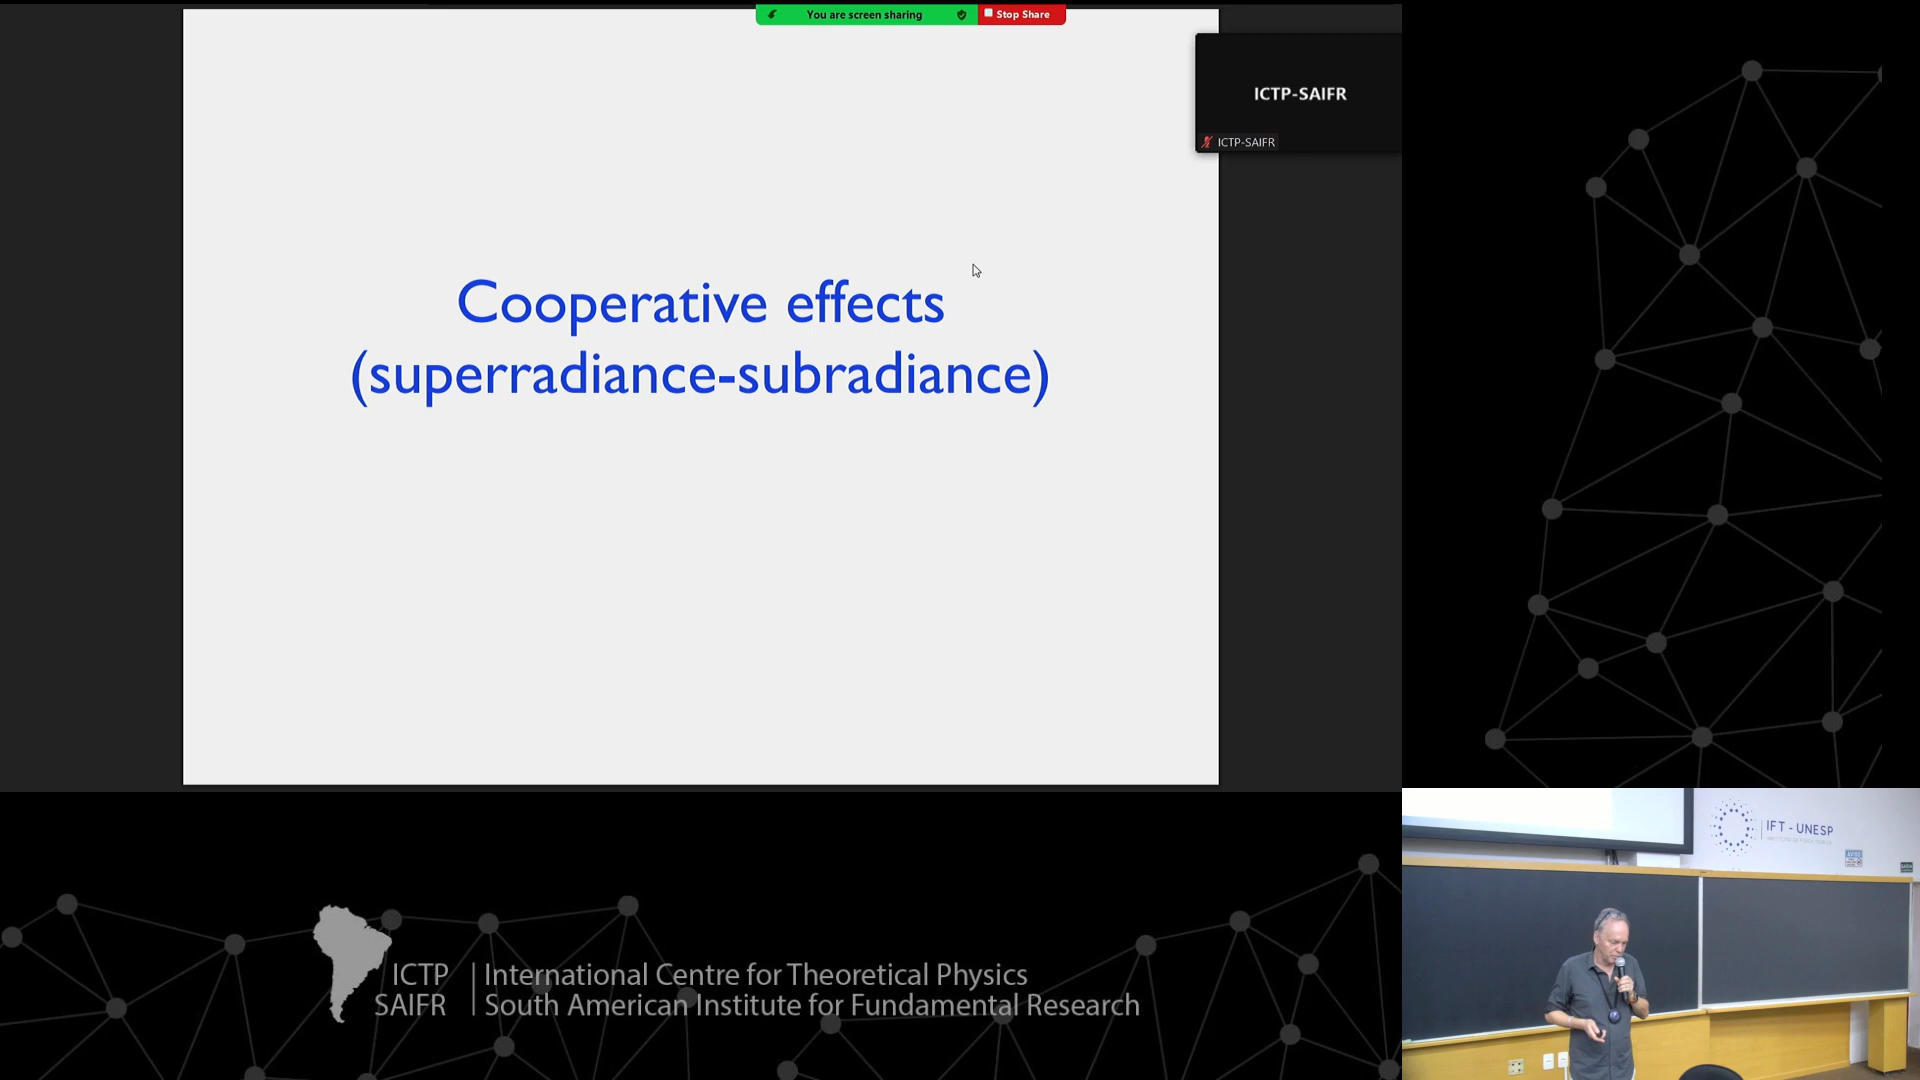 You are screen sharing
Stop Share
ICTP-SAIFR
ICTP-SAIFR
Cooperative effects
(superradiance-subradiance)
IFT - UNESP
ICTP | International Centre for Theoretical Physics
SAIFR | South American Institute for Fundamental Research